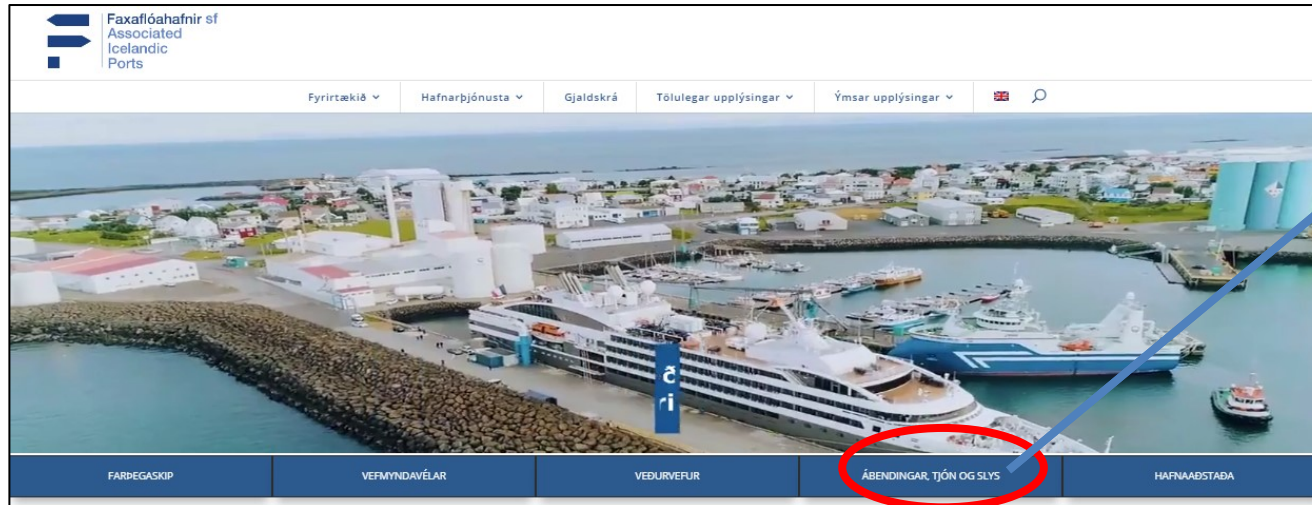 Faxaflóahafnir sf
Associated
Icelandic
Ports
Fyrirtækið
Hafnarþjónusta
Gjaldskrá
Tölulegar upplýsingar
Ýmsar upplýsingar
ð
ri
FARÞEGASKIP
VEFMYNDAVÉLAR
VEÐURVEFUR
ÁBENDINGAR, TJÓN OG SLYS
HAFNAAÐSTAÐA